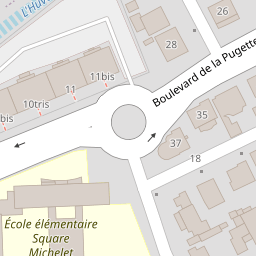 L'Huv
26
28
Boulevard de la Pugette
11bis
11
10tris
bis
35
37
18
École élémentaire
Square
Michelet